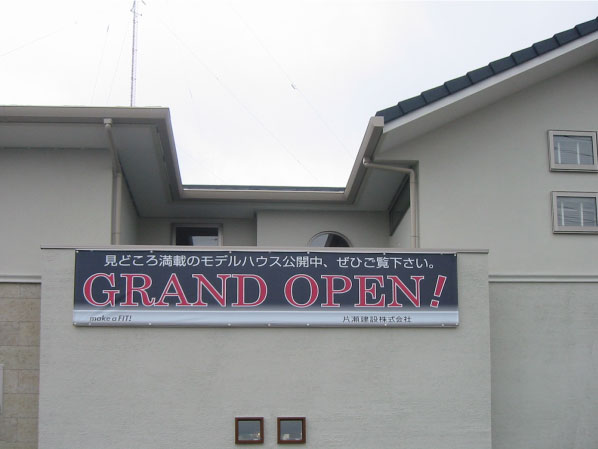 見どころ満載のモデルハウス公開中、ぜひご覧下さい。
GRAND OPEN!
make a FIT! 片瀬建設株式会社